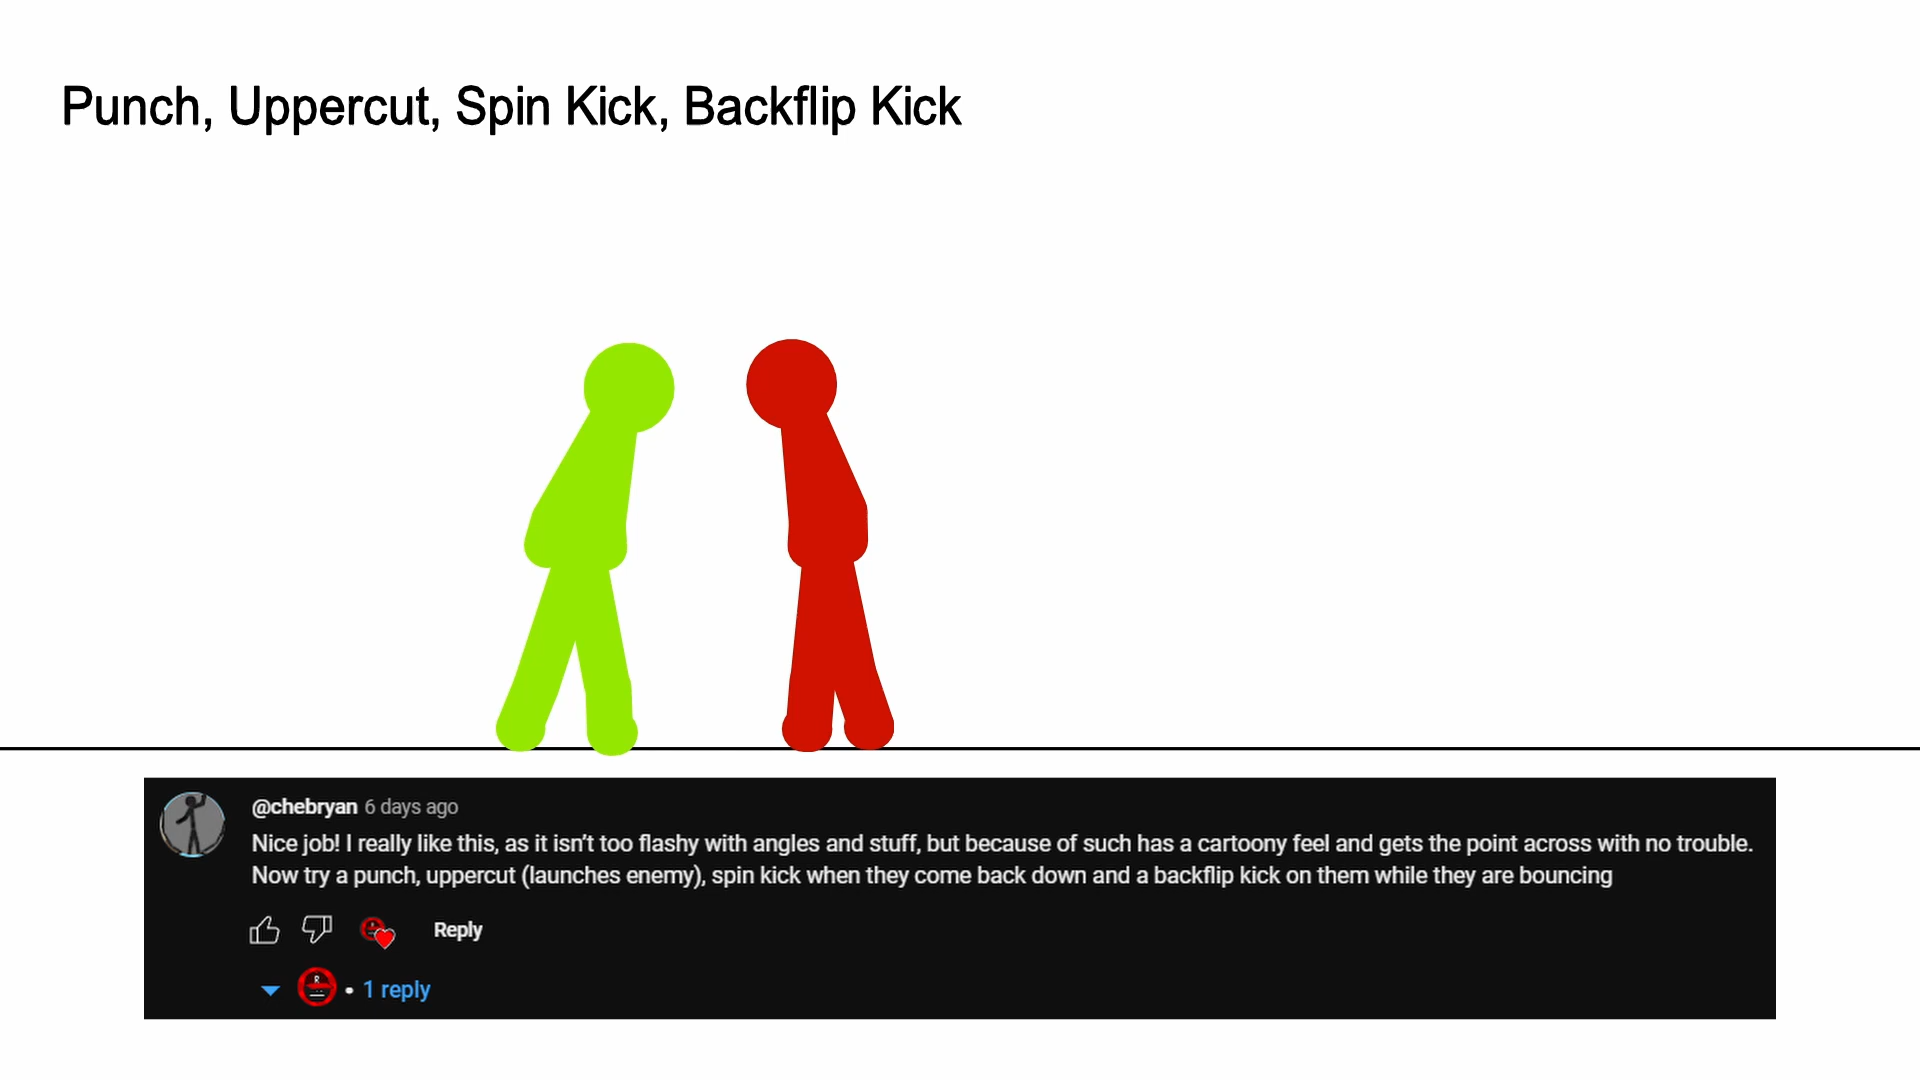 Punch, Uppercut, Spin Kick, Backflip Kick
@chebryan 6 days ago
Nice job! I really like this, as it isn't too flashy with angles and stuff, but because of such has a cartoony feel and gets the point across with no trouble.
Now try a punch, uppercut (launches enemy), spin kick when they come back down and a backflip kick on them while they are bouncing
Reply
• 1 reply